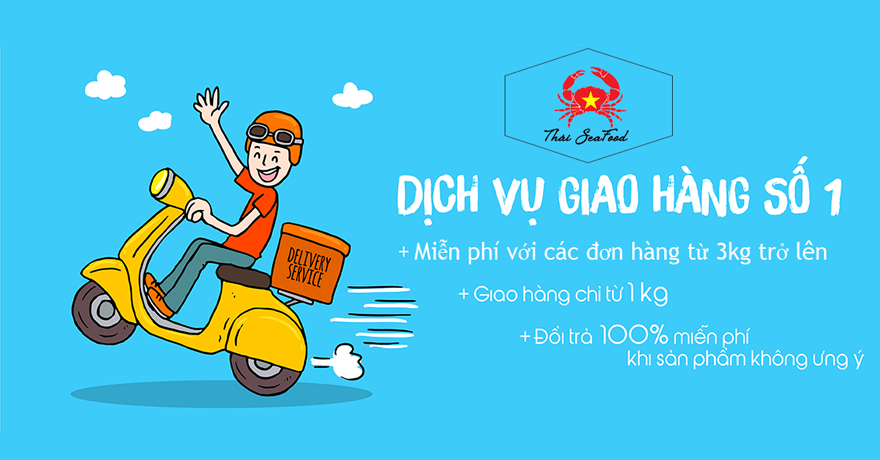 Thái SeaFood
DỊCH VỤ GIAO HÀNG SỐ 1
+ Miễn phí với các đơn hàng từ 3kg trở lên
+ Giao hàng chỉ từ 1 kg
+ Đổi trả 100% miễn phí
khi sản phẩm không ưng ý
DELIVERY
SERVICE